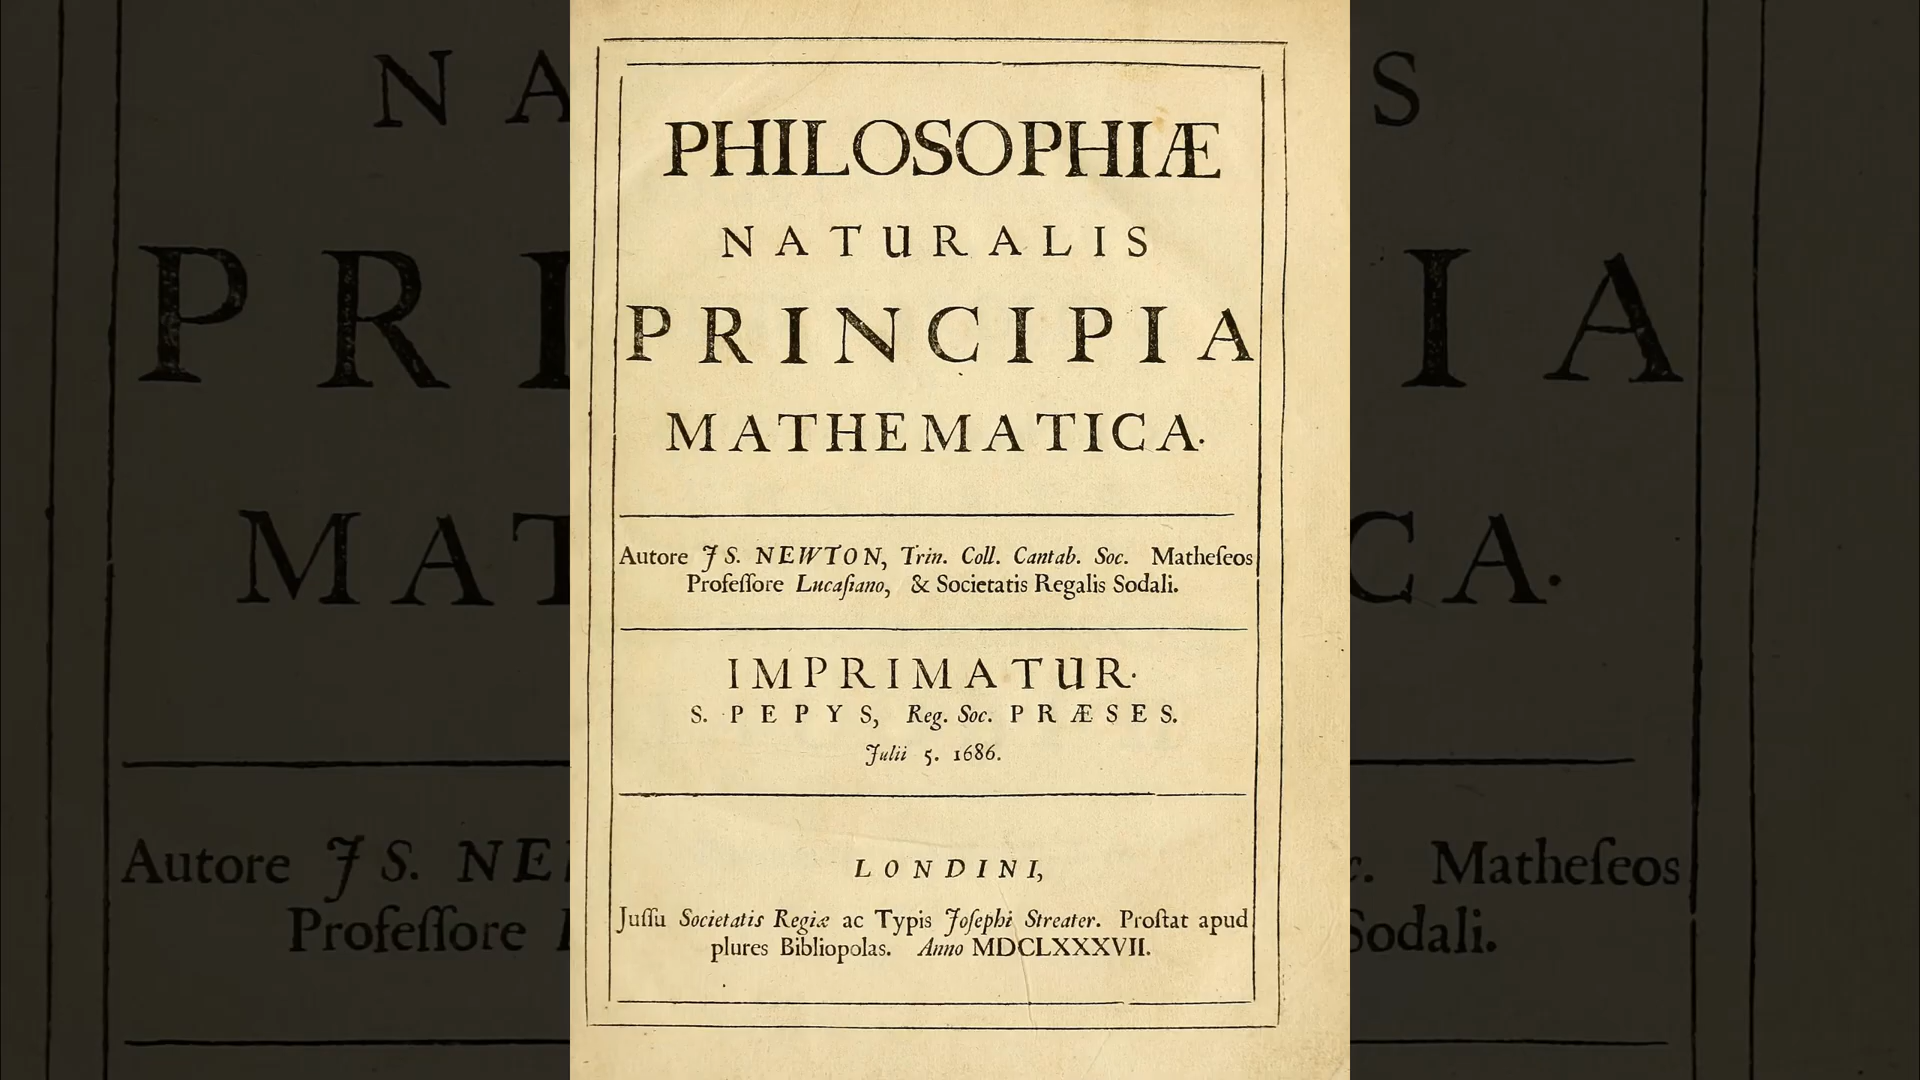 PHILOSOPHIÆ
NATURALIS
PRINCIPIA
MATHEMATICA.
Autore JS. NEWTON, Trin. Coll. Cantab. Soc. Matheſeos
Profeſſore Lucaſiano, & Societatis Regalis Sodali.
IMPRIMATUR.
S. PEPYS, Reg. Soc. PRÆSES.
Julii 5. 1686.
LONDINI,
Juſſu Societatis Regiæ ac Typis Joſephi Streater. Proſtat apud
plures Bibliopolas. Anno MDCLXXXVII.